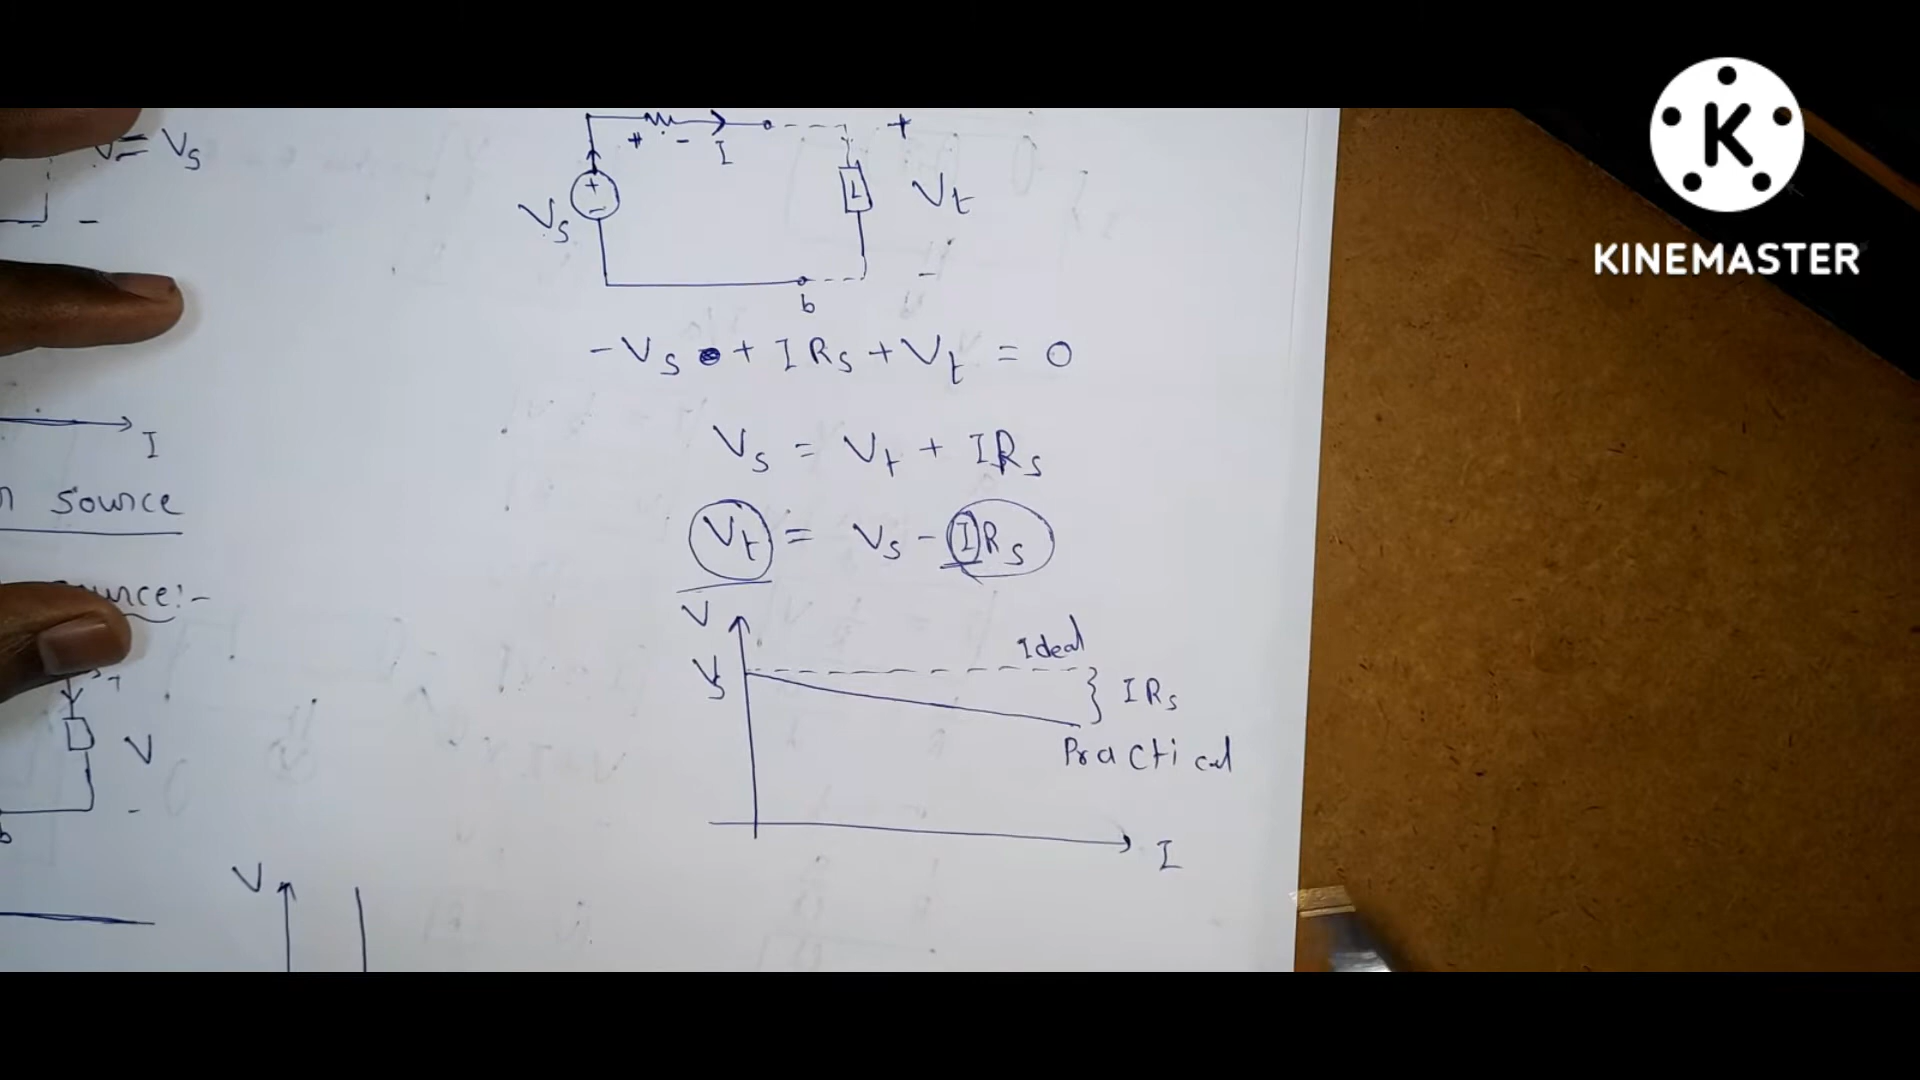 V = Vs
-
I
Source
urce:-
+
V
-
b
V
+ - I
+
Vs
+
-
L
Vt
-
b
-Vs + IRs + Vt = 0
Vs = Vt + IRs
Vt = Vs - IRs
V
Vs
Ideal
} IRs
Practical
I
K
KINEMASTER